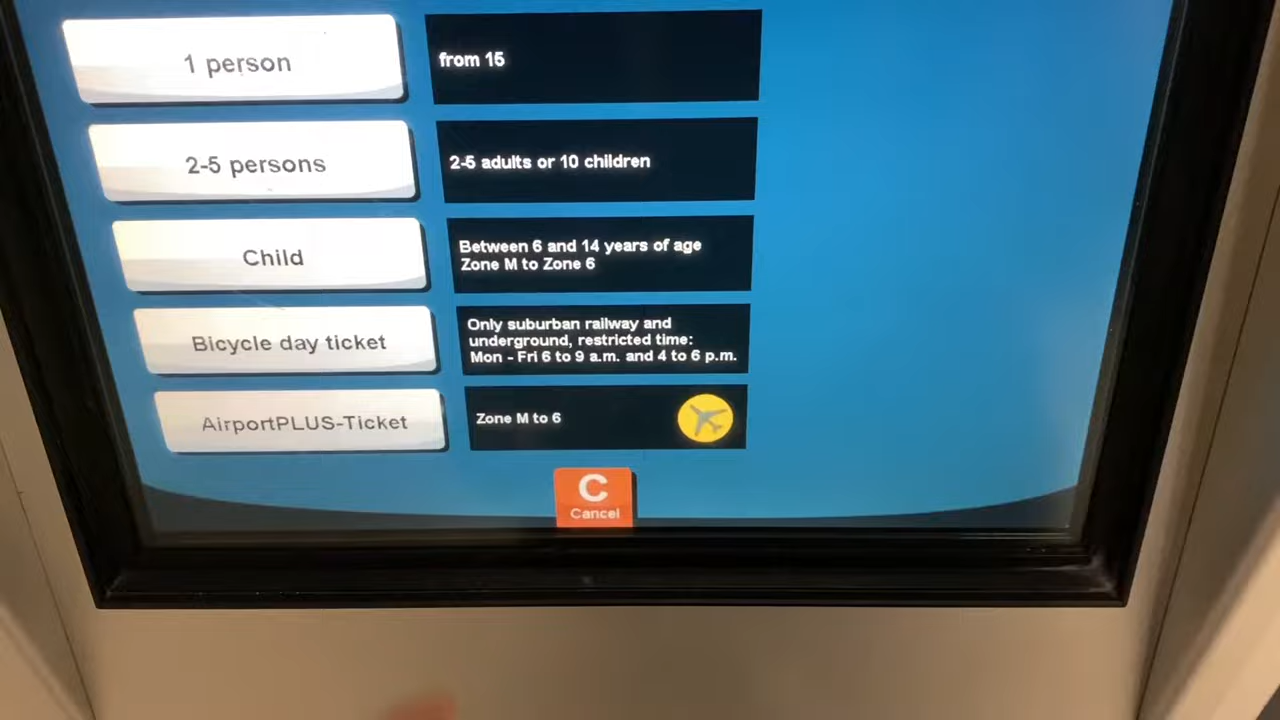 1 person
from 15
2-5 persons
2-5 adults or 10 children
Child
Between 6 and 14 years of age
Zone M to Zone 6
Bicycle day ticket
Only suburban railway and
underground, restricted time:
Mon - Fri 6 to 9 a.m. and 4 to 6 p.m.
AirportPLUS-Ticket
Zone M to 6
C
Cancel